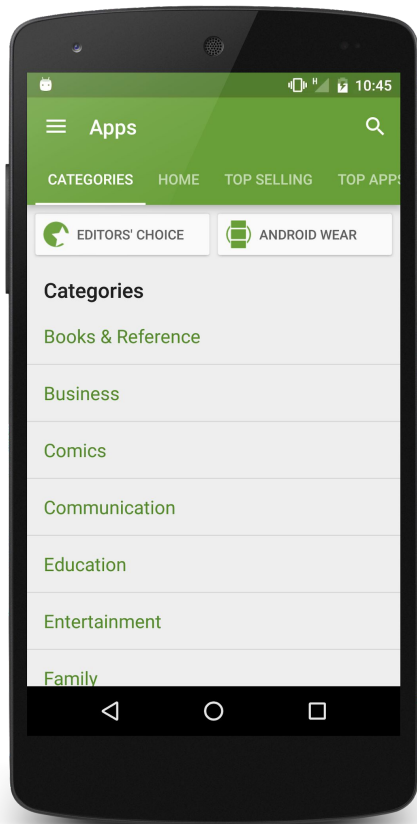 H 10:45
Apps
CATEGORIES HOME TOP SELLING TOP APPS
EDITORS' CHOICE ANDROID WEAR
Categories
Books & Reference
Business
Comics
Communication
Education
Entertainment
Family